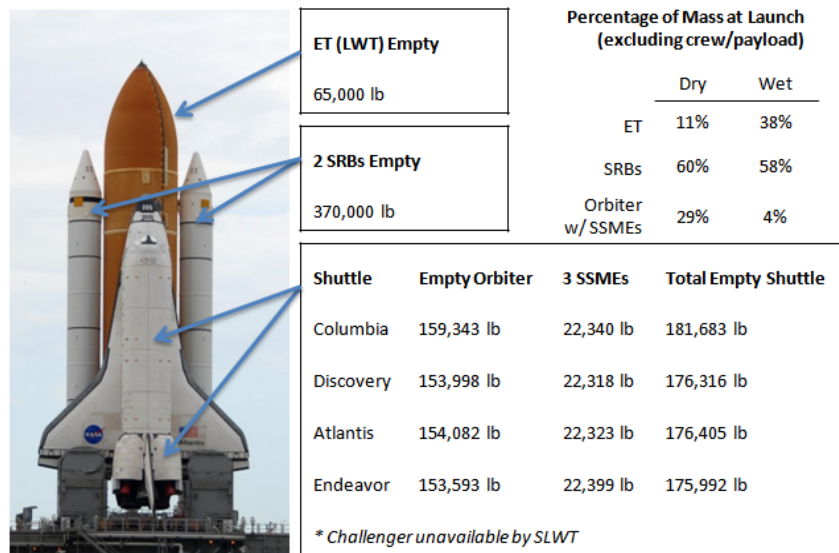 ET (LWT) Empty
65,000 lb
2 SRBs Empty
370,000 lb
Percentage of Mass at Launch
(excluding crew/payload)
Dry Wet
ET 11% 38%
SRBs 60% 58%
Orbiter
w/ SSMEs 29% 4%
Shuttle Empty Orbiter 3 SSMEs Total Empty Shuttle
Columbia 159,343 lb 22,340 lb 181,683 lb
Discovery 153,998 lb 22,318 lb 176,316 lb
Atlantis 154,082 lb 22,323 lb 176,405 lb
Endeavor 153,593 lb 22,399 lb 175,992 lb
* Challenger unavailable by SLWT
NASA
Atlantis